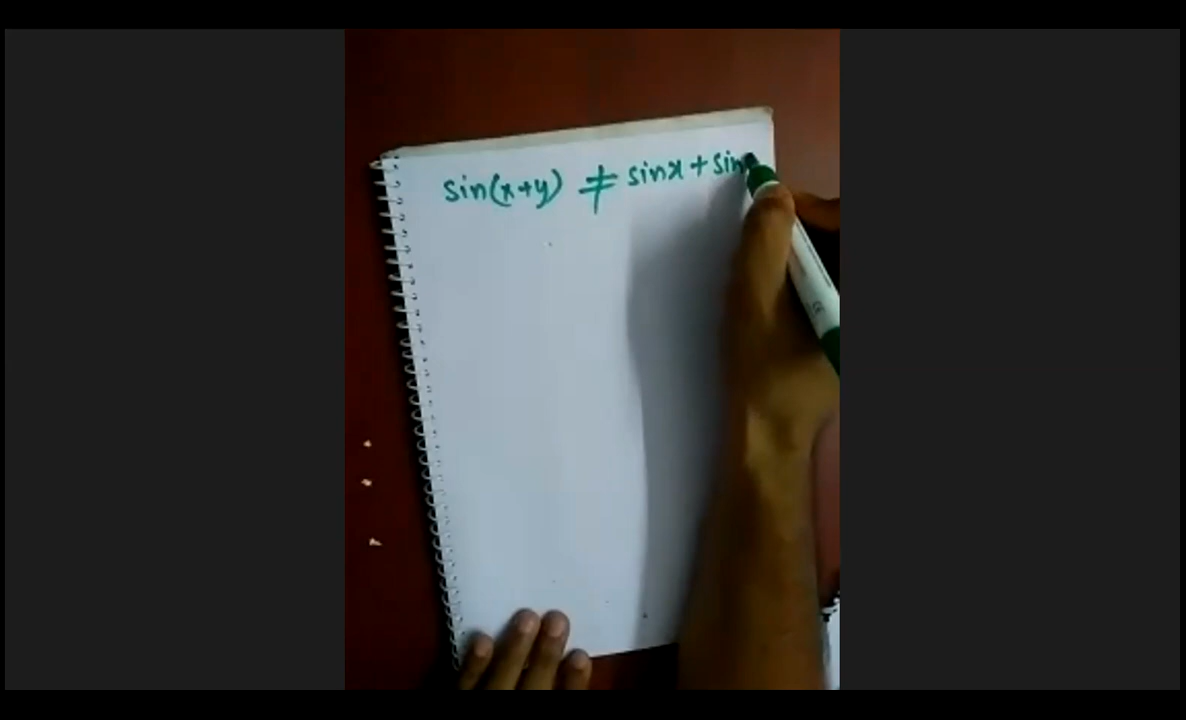 sin(x+y) ≠ sinx + sin